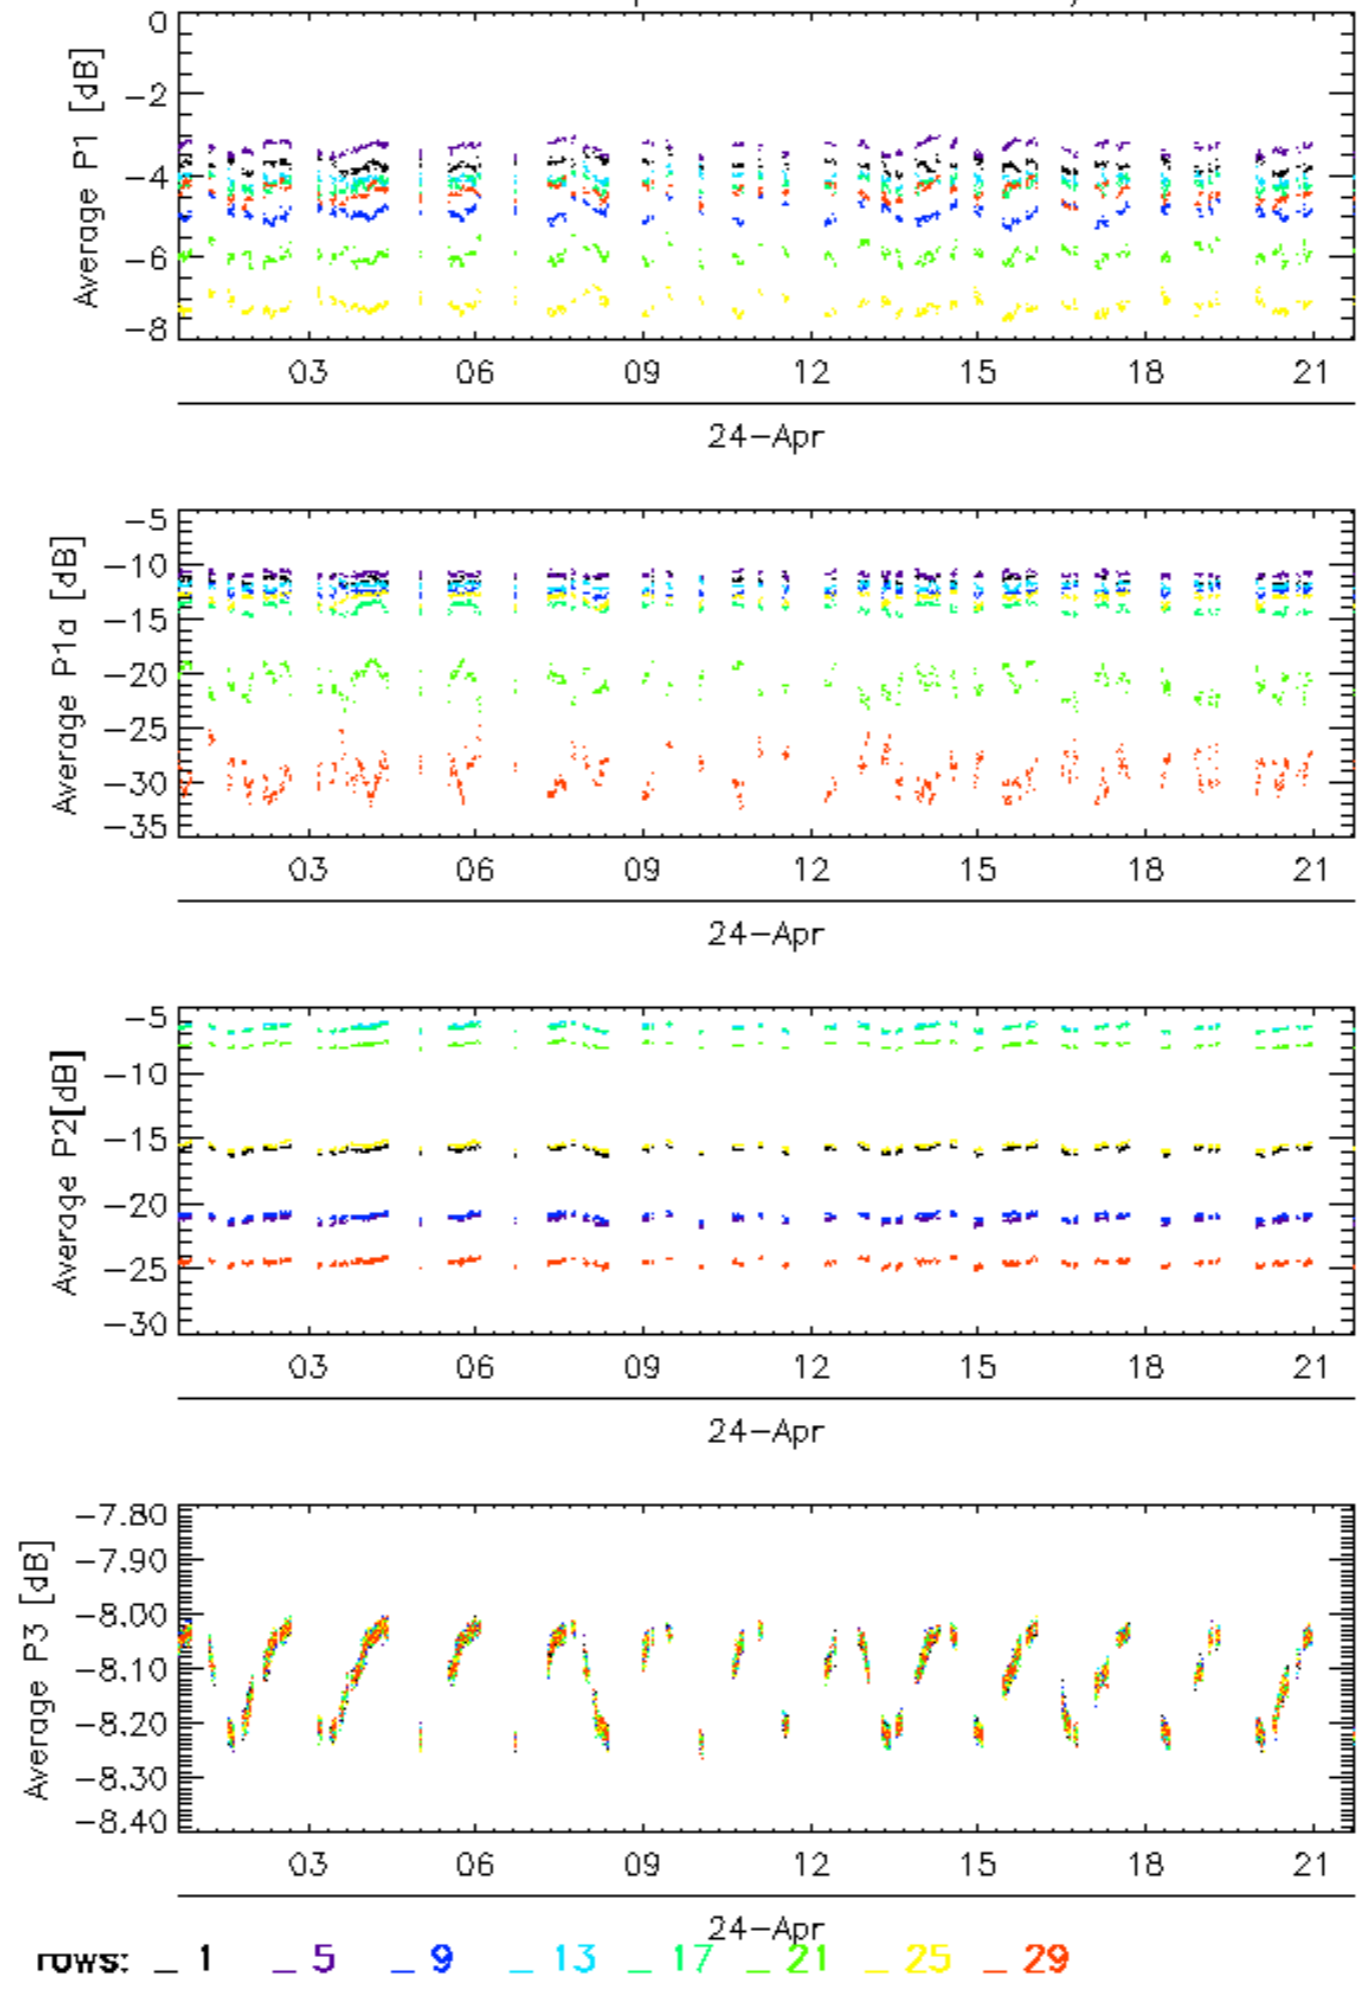 0
-2
-4
-6
-8
Average P1 [dB]
03 06 09 12 15 18 21
24-Apr
-5
-10
-15
-20
-25
-30
-35
Average P1a [dB]
03 06 09 12 15 18 21
24-Apr
-5
-10
-15
-20
-25
-30
Average P2[dB]
03 06 09 12 15 18 21
24-Apr
-7.80
-7.90
-8.00
-8.10
-8.20
-8.30
-8.40
Average P3 [dB]
03 06 09 12 15 18 21
24-Apr
rows: _ 1 _ 5 _ 9 _ 13 _ 17 _ 21 _ 25 _ 29